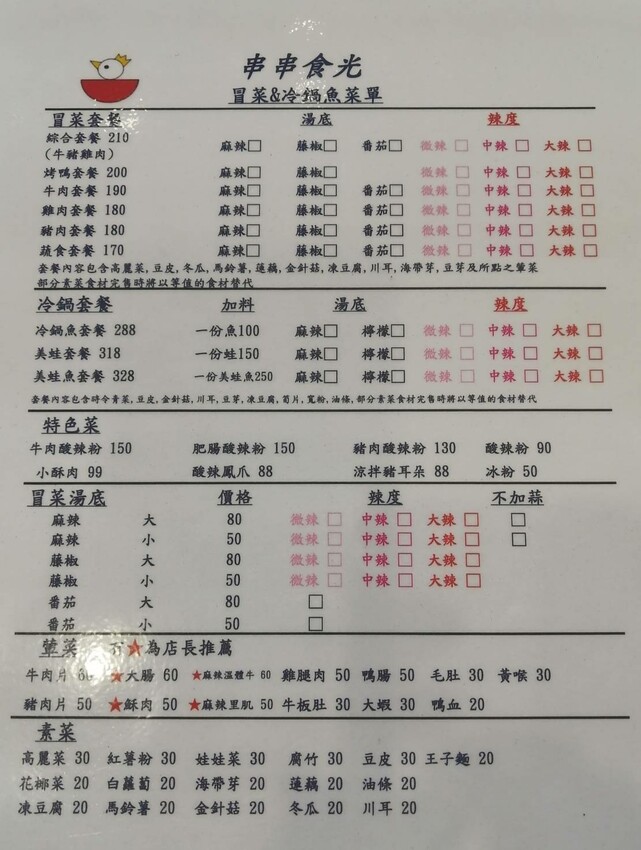 串串食光
冒菜&冷鍋魚菜單
冒菜套餐 湯底 辣度
綜合套餐 210 麻辣□ 藤椒□ 番茄□ 微辣□ 中辣□ 大辣□
(牛豬雞肉)
烤鴨套餐 200 麻辣□ 藤椒□ 微辣□ 中辣□ 大辣□
牛肉套餐 190 麻辣□ 藤椒□ 番茄□ 微辣□ 中辣□ 大辣□
雞肉套餐 180 麻辣□ 藤椒□ 番茄□ 微辣□ 中辣□ 大辣□
豬肉套餐 180 麻辣□ 藤椒□ 番茄□ 微辣□ 中辣□ 大辣□
蔬食套餐 170 麻辣□ 藤椒□ 番茄□ 微辣□ 中辣□ 大辣□
套餐內容包含高麗菜,豆皮,冬瓜,馬鈴薯,蓮藕,金針菇,凍豆腐,川耳,海帶芽,豆芽及所點之葷菜
部分素菜食材完售時將以等值的食材替代
冷鍋套餐 加料 湯底 辣度
冷鍋魚套餐 288 一份魚100 麻辣□ 檸檬□ 微辣□ 中辣□ 大辣□
美蛙套餐 318 一份蛙150 麻辣□ 檸檬□ 微辣□ 中辣□ 大辣□
美蛙魚套餐 328 一份美蛙魚250 麻辣□ 檸檬□ 微辣□ 中辣□ 大辣□
套餐內容包含時令青菜,豆皮,金針菇,川耳,豆芽,凍豆腐,筍片,寬粉,油條,部分素菜食材完售時將以等值的食材替代
特色菜
牛肉酸辣粉 150 肥腸酸辣粉 150 豬肉酸辣粉 130 酸辣粉 90
小酥肉 99 酸辣鳳爪 88 涼拌豬耳朵 88 冰粉 50
冒菜湯底 價格 辣度 不加蒜
麻辣 大 80 微辣□ 中辣□ 大辣□ □
麻辣 小 50 微辣□ 中辣□ 大辣□ □
藤椒 大 80 微辣□ 中辣□ 大辣□
藤椒 小 50 微辣□ 中辣□ 大辣□
番茄 大 80 □
番茄 小 50 □
葷菜 有★為店長推薦
牛肉片 60 ★大腸 60 ★麻辣溫體牛 60 雞腿肉 50 鴨腸 50 毛肚 30 黃喉 30
豬肉片 50 ★酥肉 50 ★麻辣里肌 50 牛板肚 30 大蝦 30 鴨血 20
素菜
高麗菜 30 紅薯粉 30 娃娃菜 30 腐竹 30 豆皮 30 王子麵 20
花椰菜 20 白蘿蔔 20 海帶芽 20 蓮藕 20 油條 20
凍豆腐 20 馬鈴薯 20 金針菇 20 冬瓜 20 川耳 20